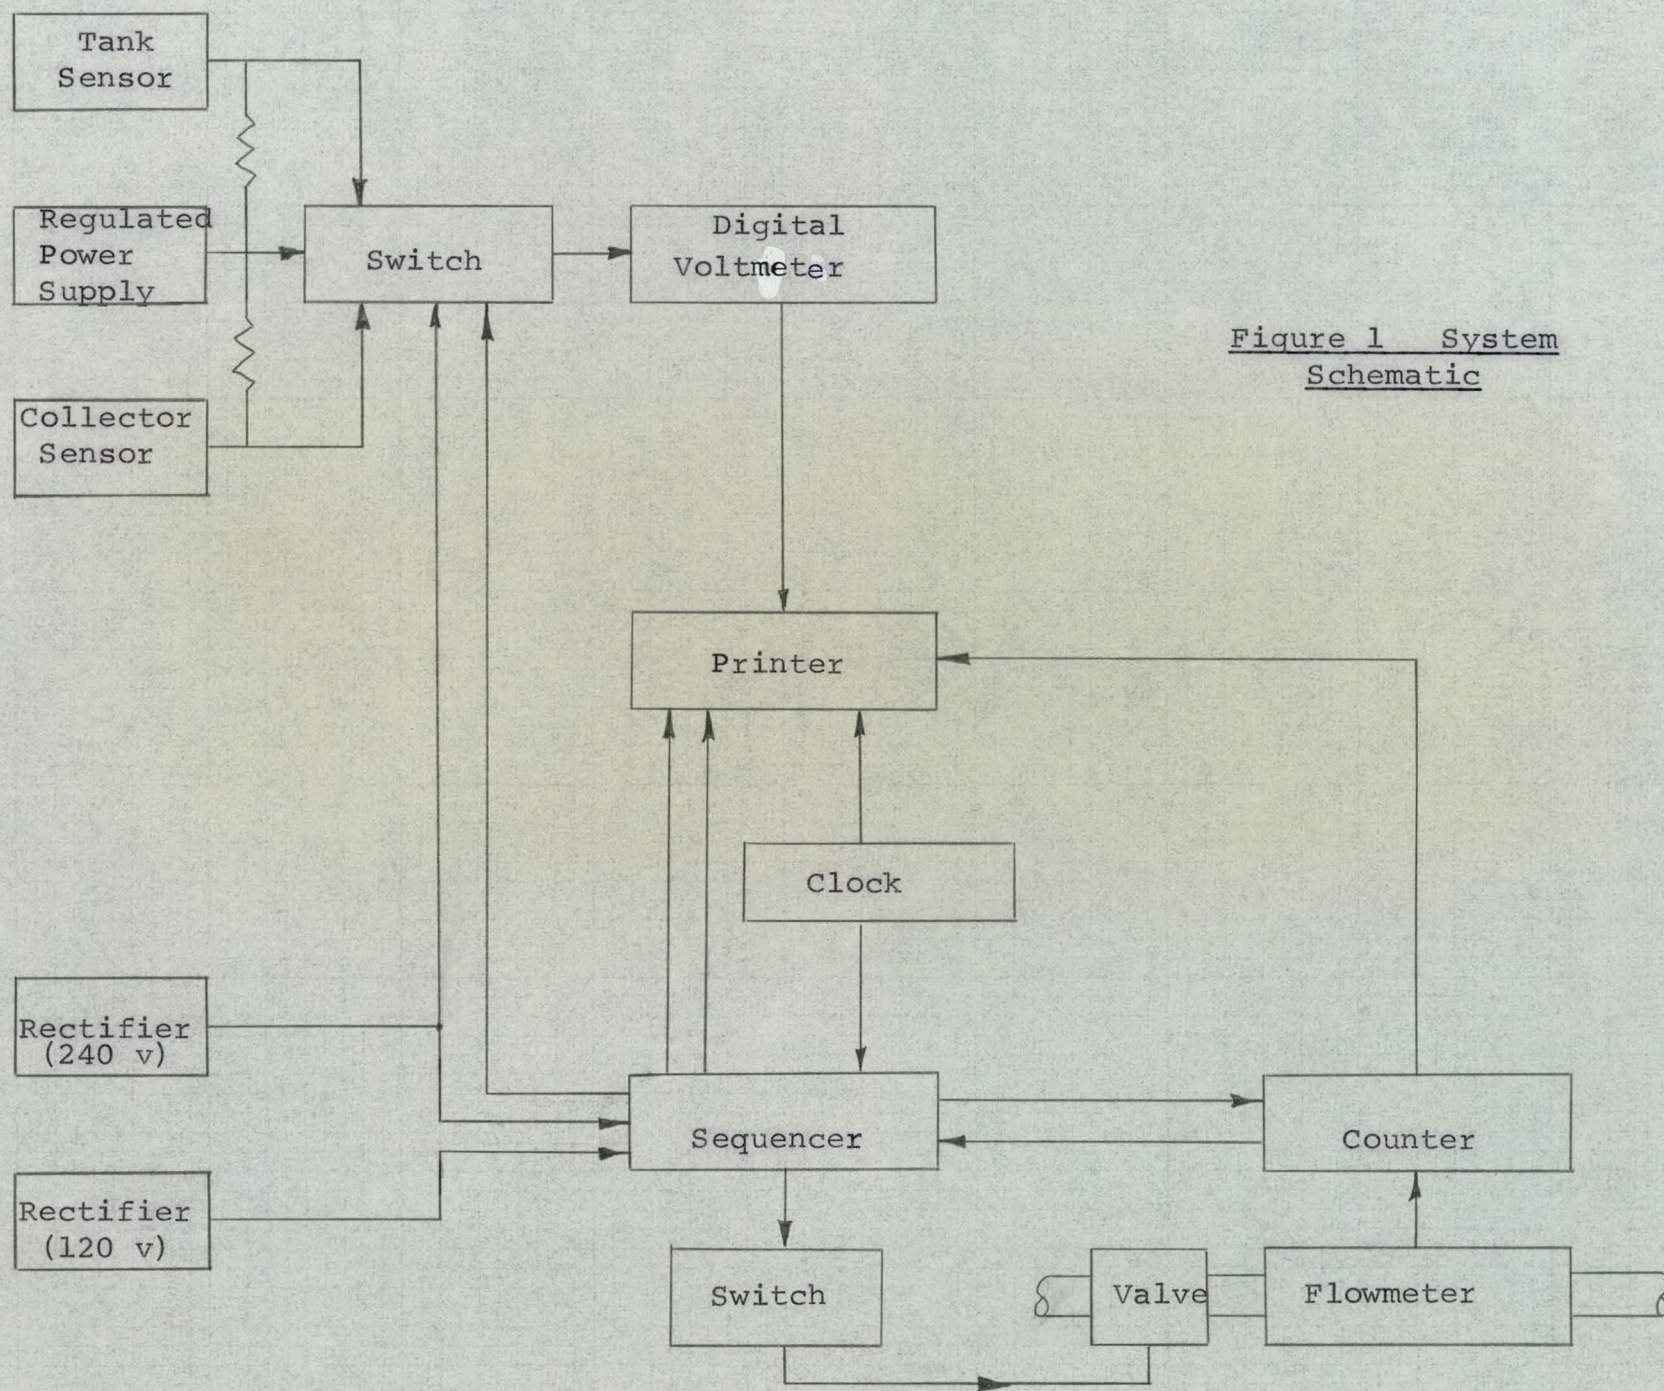 Tank
Sensor
Regulated
Power
Supply
Switch
Digital
Voltmeter
Figure 1 System
Schematic
Collector
Sensor
Printer
Clock
Rectifier
(240 v)
Sequencer
Counter
Rectifier
(120 v)
Switch
Valve
Flowmeter